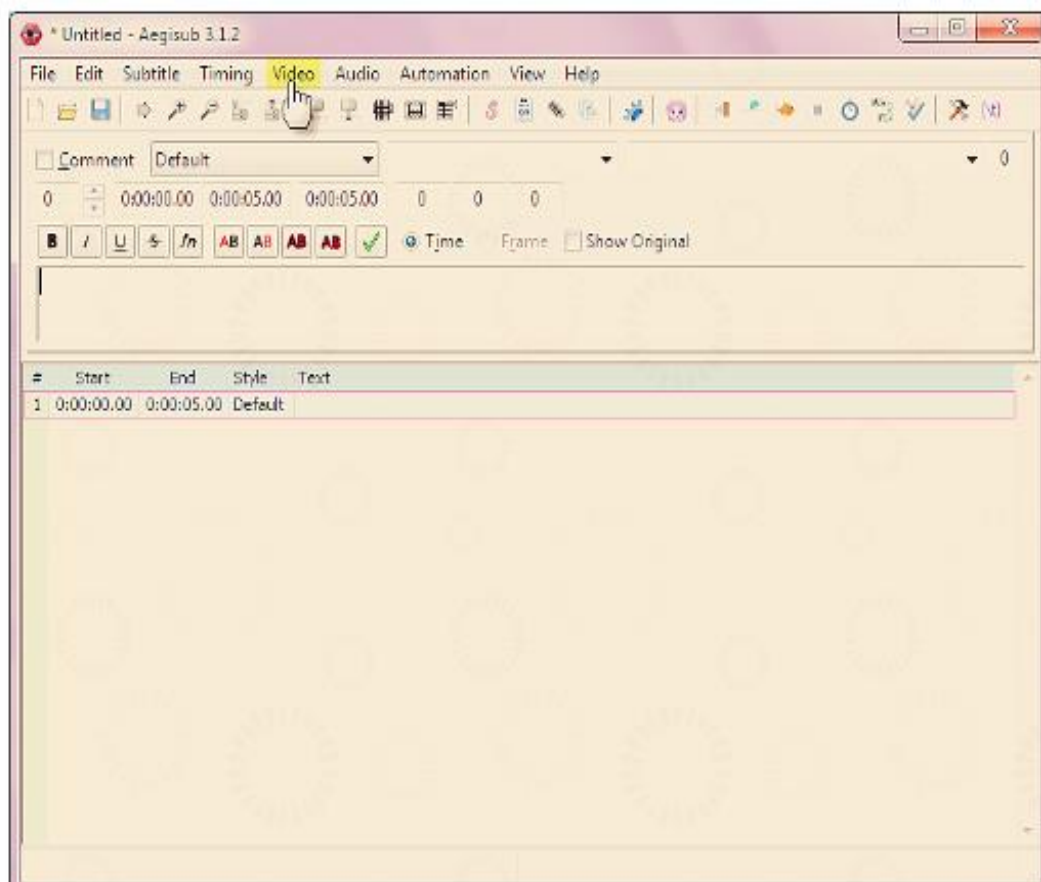 * Untitled - Aegisub 3.1.2
File Edit Subtitle Timing Video Audio Automation View Help
Comment Default 0
0 0:00:00.00 0:00:05.00 0:00:05.00 0 0 0
B I U S fn AB AB AB AB Time Frame Show Original
# Start End Style Text
1 0:00:00.00 0:00:05.00 Default